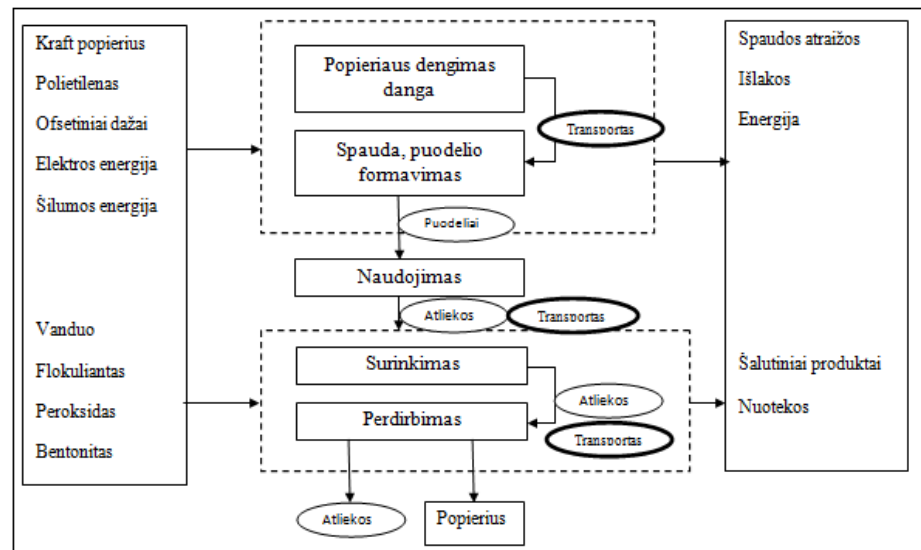 Kraft popierius
Polietilenas
Ofsetiniai dažai
Elektros energija
Šilumos energija
Vanduo
Flokuliantas
Peroksidas
Bentonitas
Popieriaus dengimas
danga
Transportas
Spauda, puodelio
formavimas
Puodeliai
Naudojimas
Atliekos
Transportas
Surinkimas
Atliekos
Perdirbimas
Transportas
Atliekos
Popierius
Spaudos atraižos
Išlakos
Energija
Šalutiniai produktai
Nuotekos